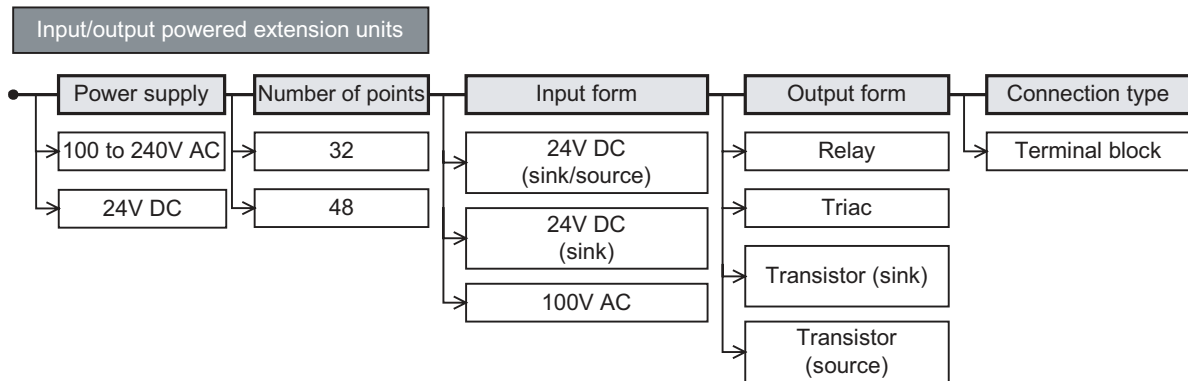 Input/output powered extension units
Power supply
Number of points
Input form
Output form
Connection type
100 to 240V AC
24V DC
32
48
24V DC
(sink/source)
24V DC
(sink)
100V AC
Relay
Triac
Transistor (sink)
Transistor
(source)
Terminal block